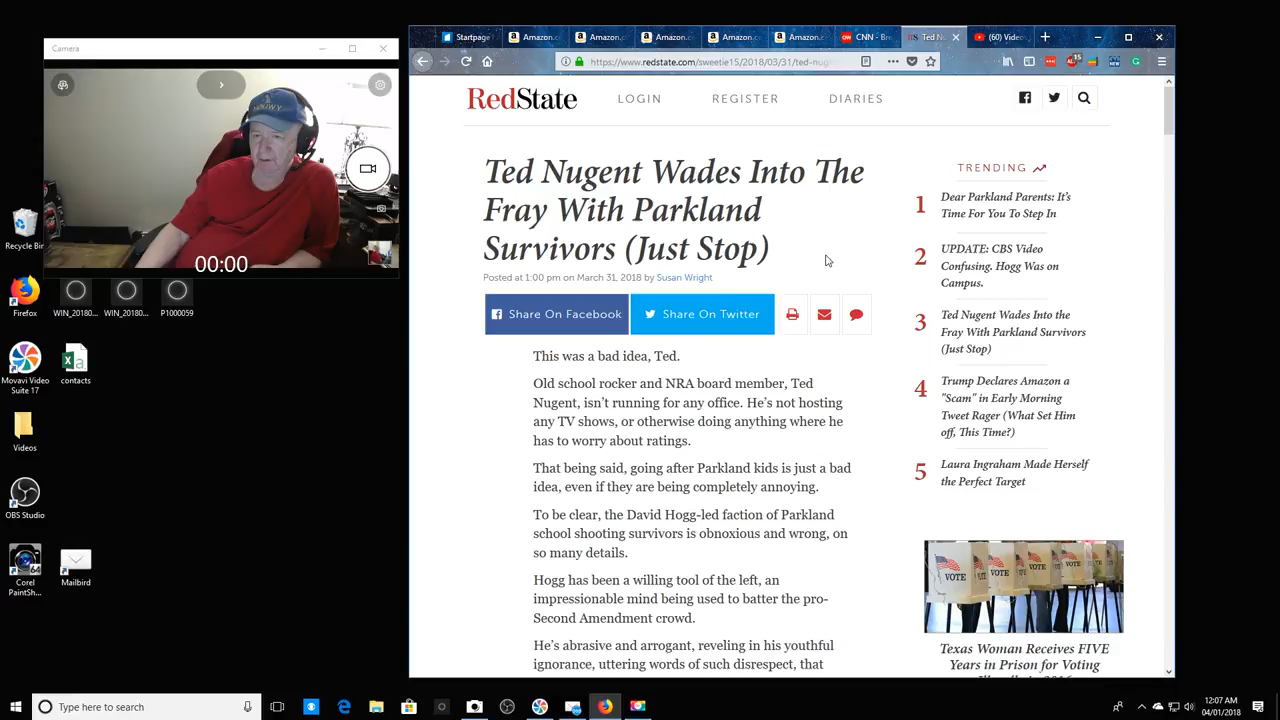 Camera
00:00
Recycle Bin
Firefox
WIN_20180...
WIN_20180...
P1000059
Movavi Video
Suite 17
contacts
Videos
OBS Studio
Corel
PaintSh...
Mailbird
Startpage
Amazon.c
Amazon.c
Amazon.c
Amazon.c
Amazon.c
CNN - Bre
Ted Nu
(60) Video
https://www.redstate.com/sweetie15/2018/03/31/ted-nug
RedState
LOGIN
REGISTER
DIARIES
Ted Nugent Wades Into The
Fray With Parkland
Survivors (Just Stop)
Posted at 1:00 pm on March 31, 2018 by Susan Wright
Share On Facebook
Share On Twitter
This was a bad idea, Ted.
Old school rocker and NRA board member, Ted
Nugent, isn't running for any office. He's not hosting
any TV shows, or otherwise doing anything where he
has to worry about ratings.
That being said, going after Parkland kids is just a bad
idea, even if they are being completely annoying.
To be clear, the David Hogg-led faction of Parkland
school shooting survivors is obnoxious and wrong, on
so many details.
Hogg has been a willing tool of the left, an
impressionable mind being used to batter the pro-
Second Amendment crowd.
He's abrasive and arrogant, reveling in his youthful
ignorance, uttering words of such disrespect, that
TRENDING
1
Dear Parkland Parents: It's
Time For You To Step In
2
UPDATE: CBS Video
Confusing. Hogg Was on
Campus.
3
Ted Nugent Wades Into the
Fray With Parkland Survivors
(Just Stop)
4
Trump Declares Amazon a
"Scam" in Early Morning
Tweet Rager (What Set Him
off, This Time?)
5
Laura Ingraham Made Herself
the Perfect Target
VOTE
VOTE
VOTE
VOTE
VOTE
Texas Woman Receives FIVE
Years in Prison for Voting
Type here to search
12:07 AM
04/01/2018